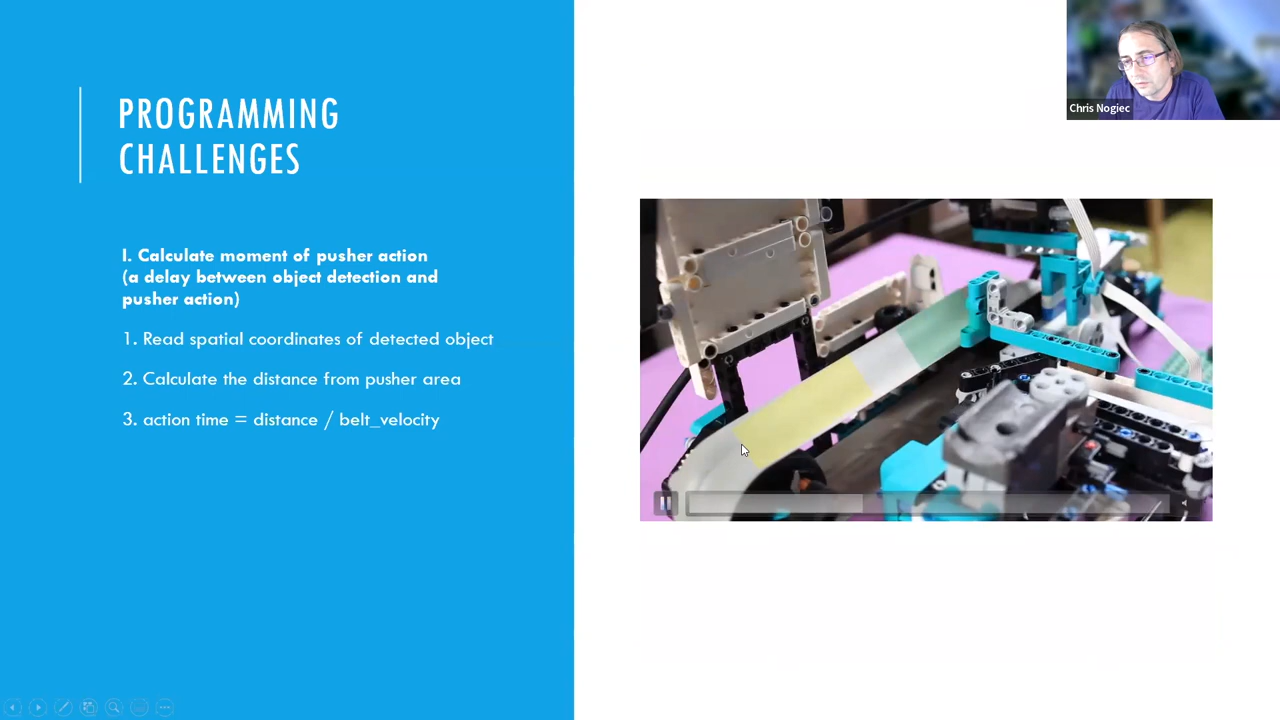 PROGRAMMING
CHALLENGES
I. Calculate moment of pusher action
(a delay between object detection and
pusher action)
1. Read spatial coordinates of detected object
2. Calculate the distance from pusher area
3. action time = distance / belt_velocity
Chris Nogiec